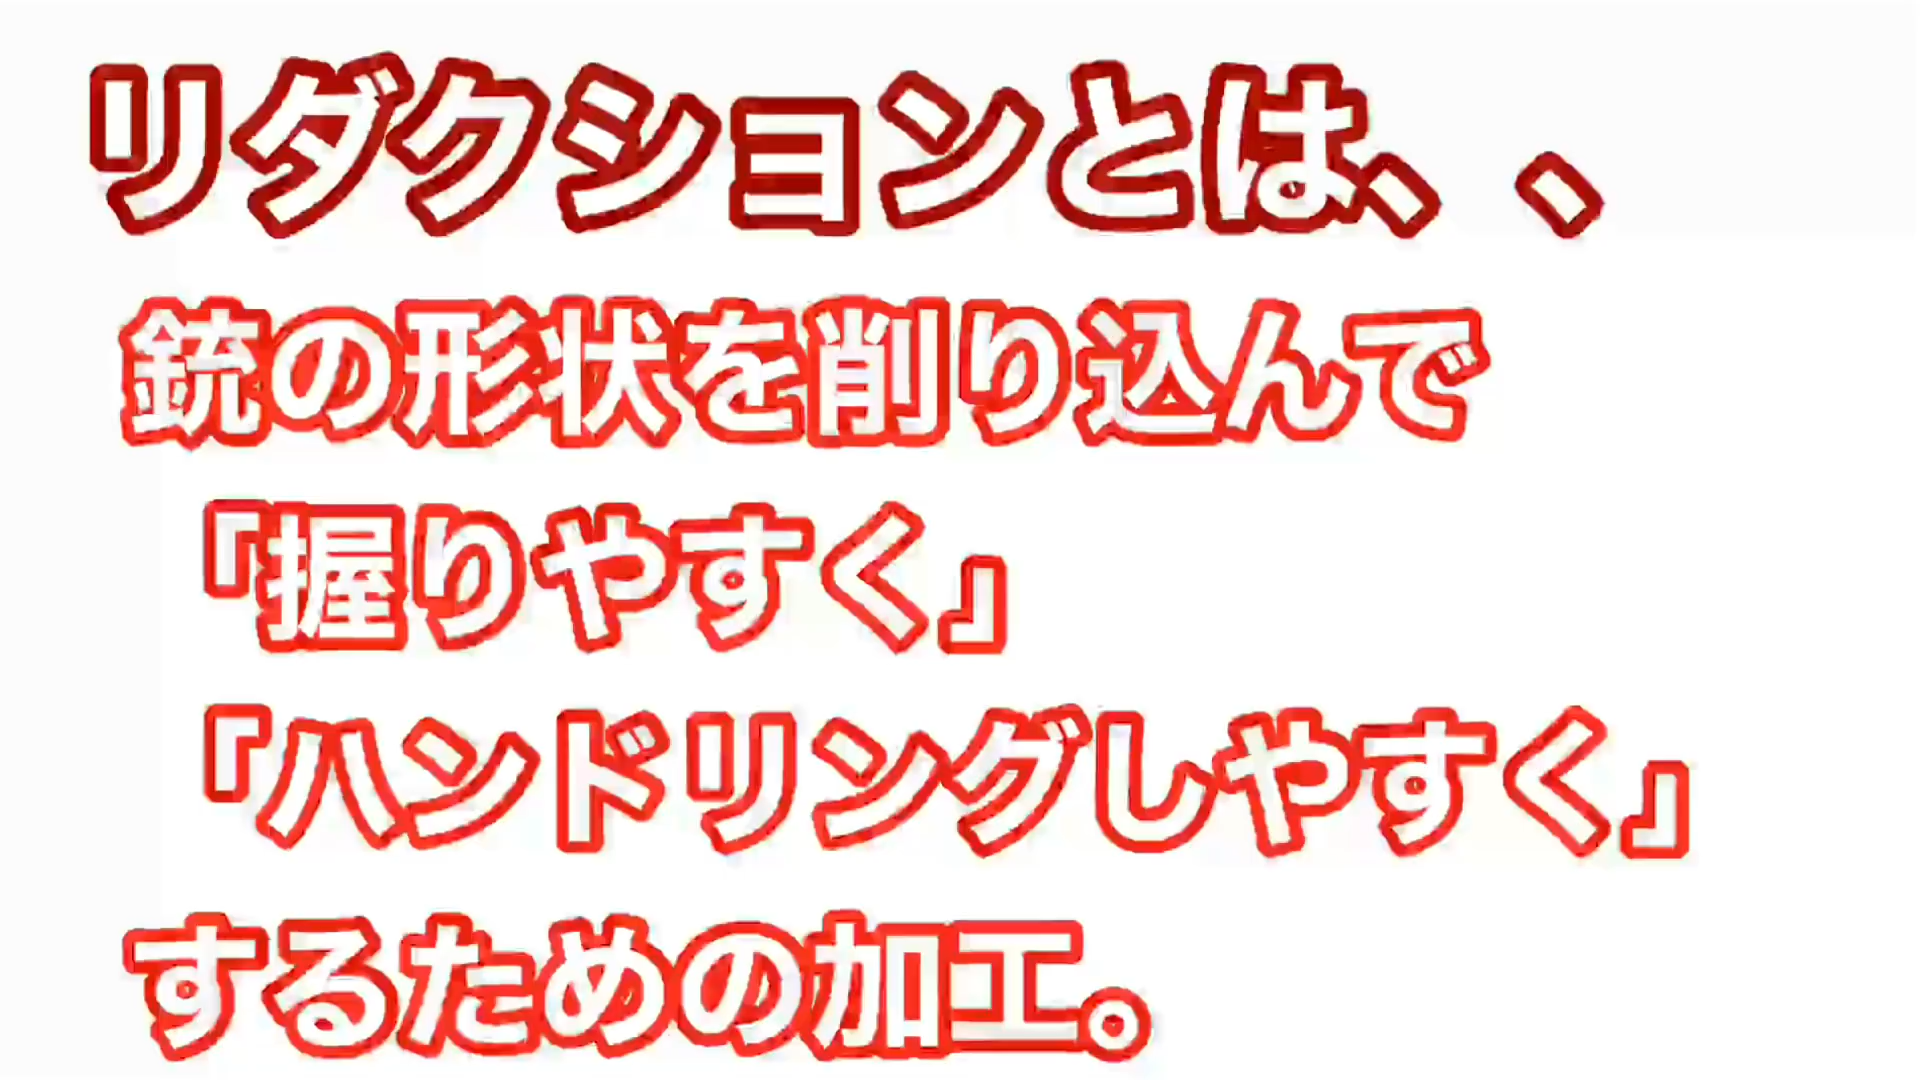 リダクションとは、、
銃の形状を削り込んで
「握りやすく」
「ハンドリングしやすく」
するための加工。